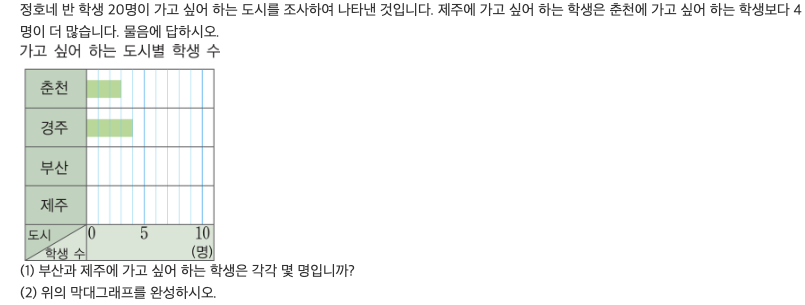 정호네 반 학생 20명이 가고 싶어 하는 도시를 조사하여 나타낸 것입니다. 제주에 가고 싶어 하는 학생은 춘천에 가고 싶어 하는 학생보다 4
명이 더 많습니다. 물음에 답하시오.
가고 싶어 하는 도시별 학생 수
춘천
경주
부산
제주
도시
학생 수
0 5 10
(명)
(1) 부산과 제주에 가고 싶어 하는 학생은 각각 몇 명입니까?
(2) 위의 막대그래프를 완성하시오.